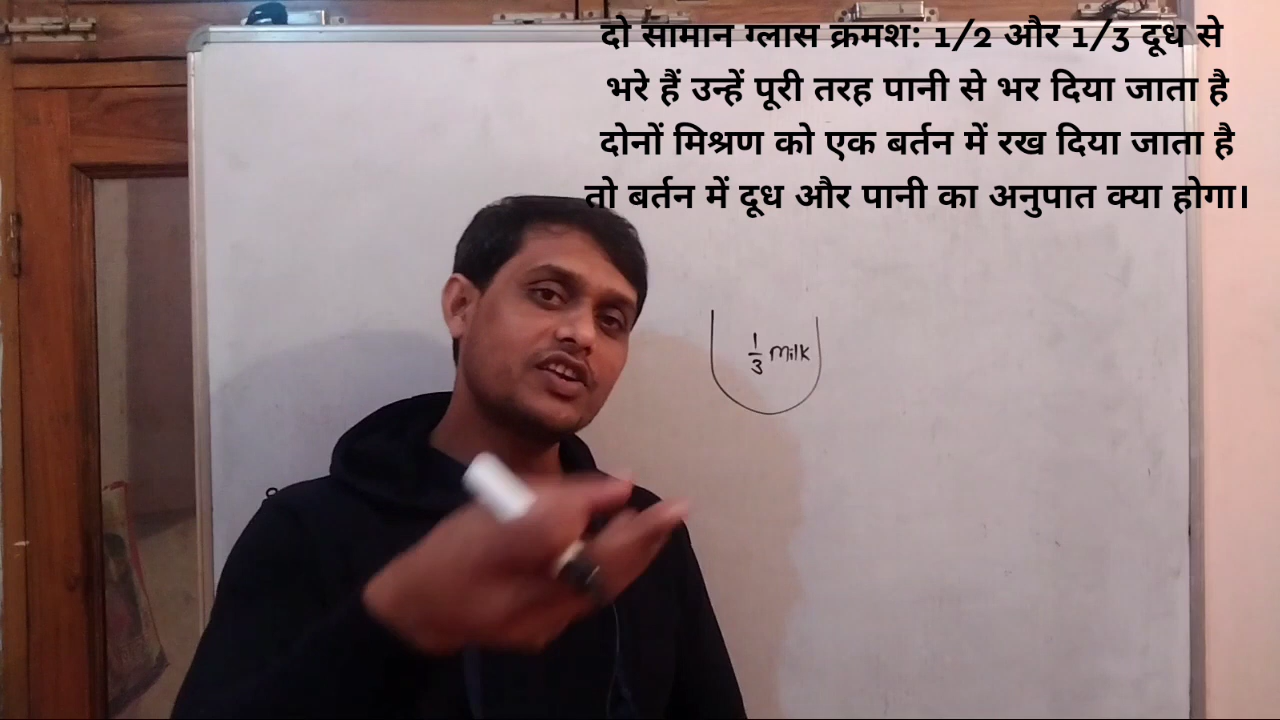 दो सामान ग्लास क्रमश: 1/2 और 1/3 दूध से
भरे हैं उन्हें पूरी तरह पानी से भर दिया जाता है
दोनों मिश्रण को एक बर्तन में रख दिया जाता है
तो बर्तन में दूध और पानी का अनुपात क्या होगा।
1/3 Milk